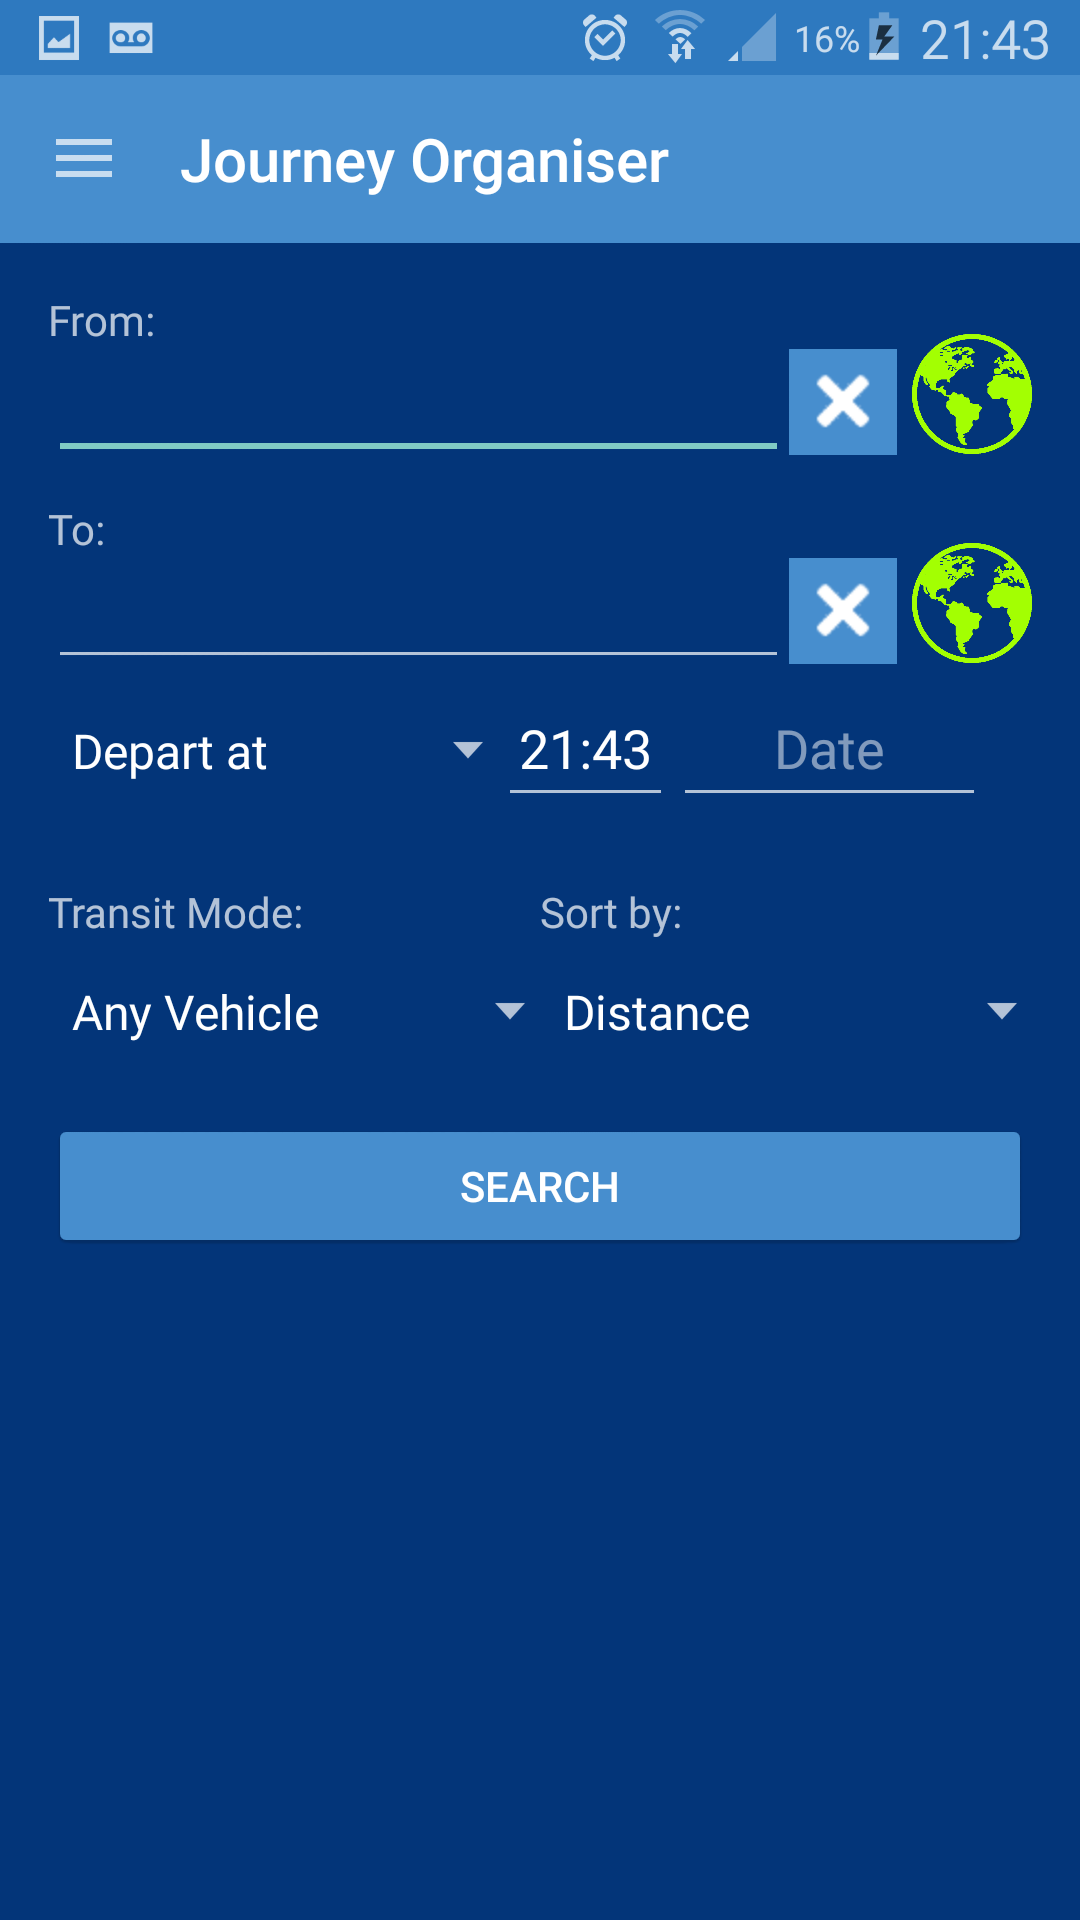 16% 21:43
Journey Organiser
From:
To:
Depart at 21:43 Date
Transit Mode: Sort by:
Any Vehicle Distance
SEARCH